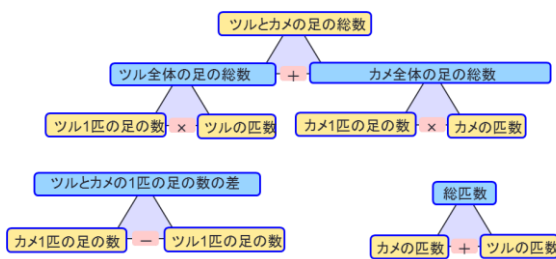 ツルとカメの足の総数
ツル全体の足の総数 + カメ全体の足の総数
ツル1匹の足の数 × ツルの匹数 カメ1匹の足の数 × カメの匹数
ツルとカメの1匹の足の数の差 総匹数
カメ1匹の足の数 − ツル1匹の足の数 カメの匹数 + ツルの匹数